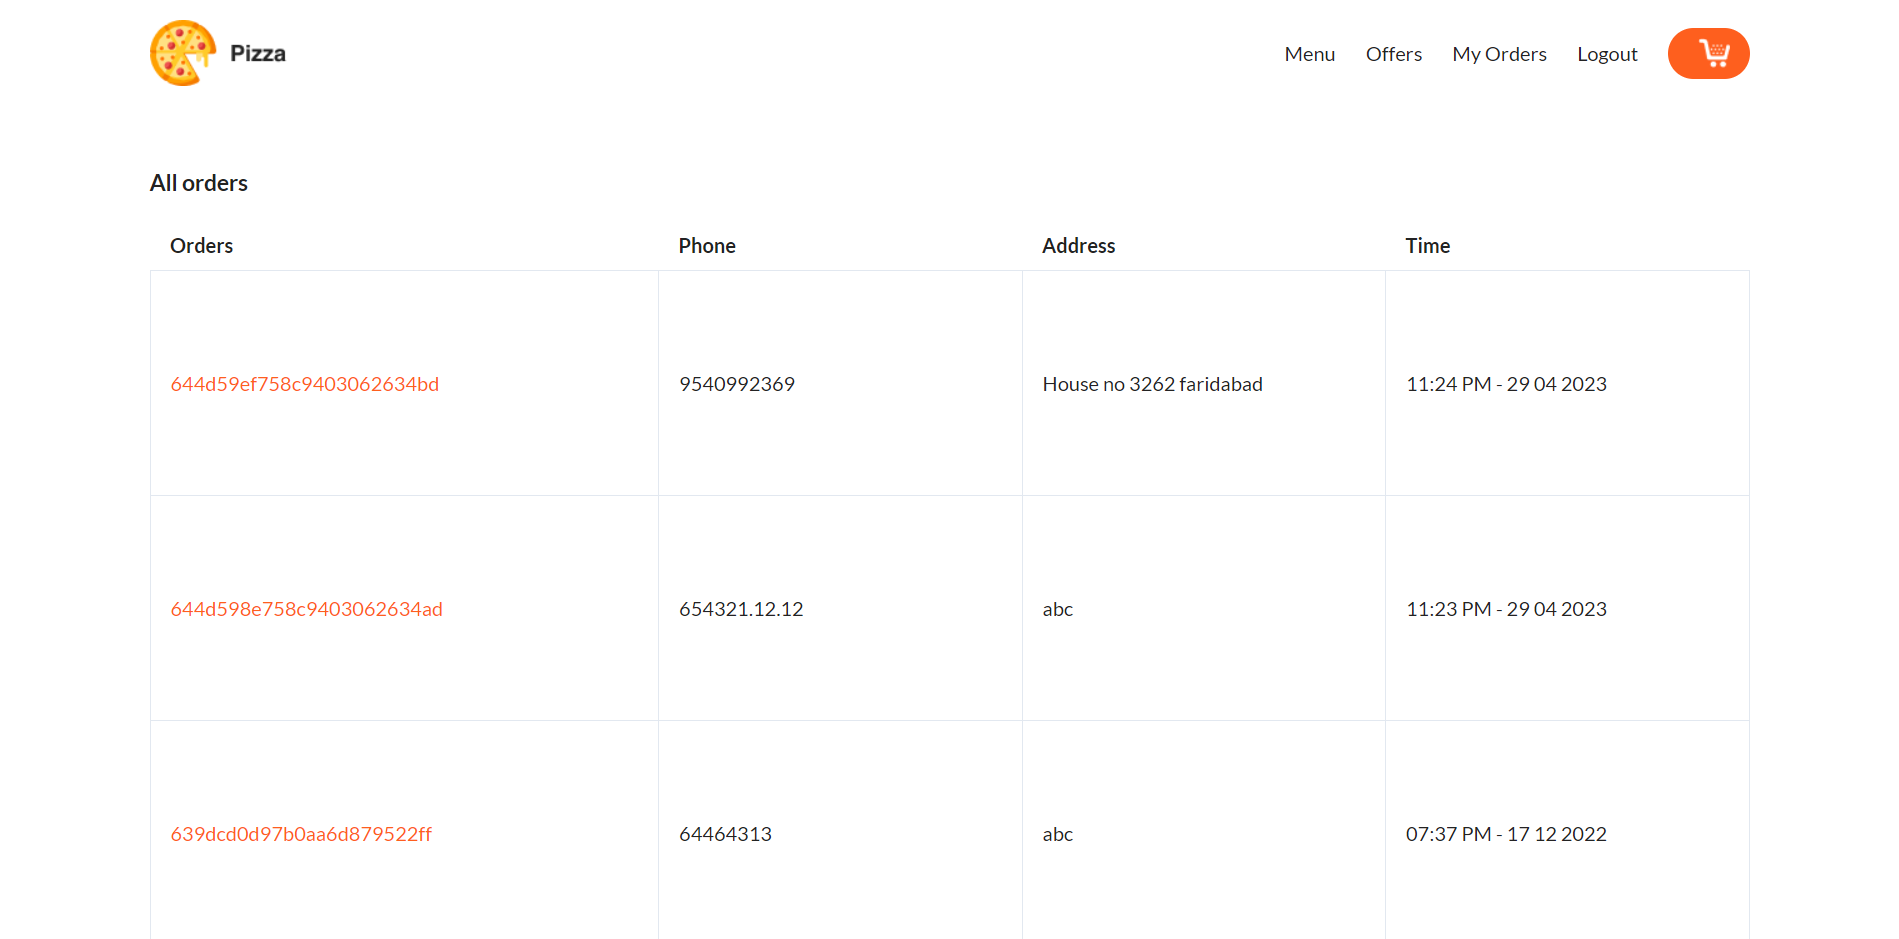 Pizza
Menu Offers My Orders Logout
All orders
Orders Phone Address Time
644d59ef758c9403062634bd 9540992369 House no 3262 faridabad 11:24 PM - 29 04 2023
644d598e758c9403062634ad 654321.12.12 abc 11:23 PM - 29 04 2023
639dcd0d97b0aa6d879522ff 64464313 abc 07:37 PM - 17 12 2022